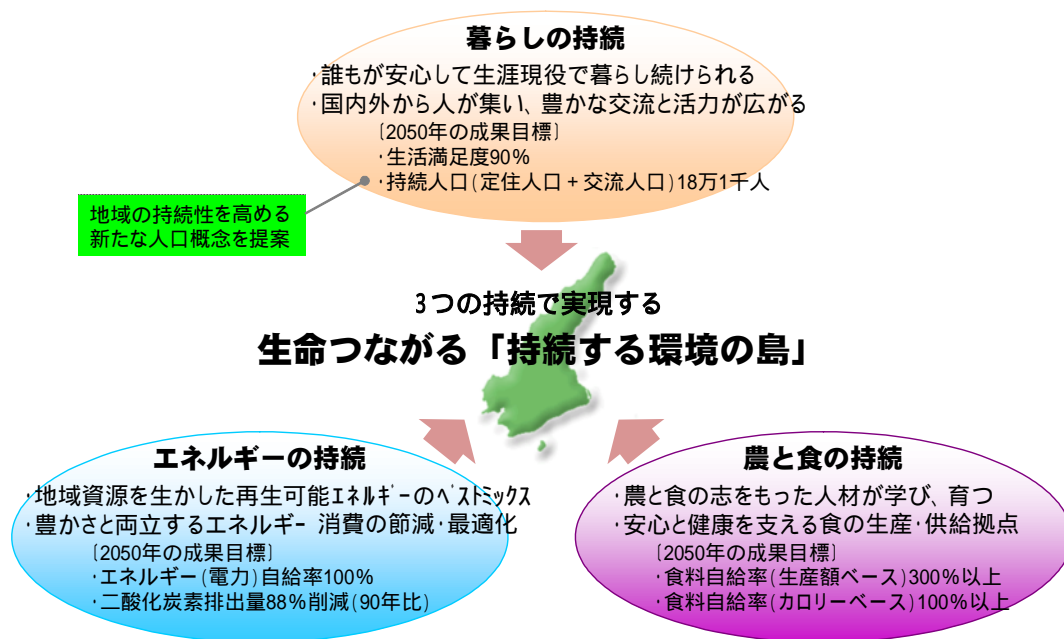 暮らしの持続
・誰もが安心して生涯現役で暮らし続けられる
・国内外から人が集い、豊かな交流と活力が広がる
［2050年の成果目標］
・生活満足度90％
・持続人口（定住人口＋交流人口）18万1千人
地域の持続性を高める
新たな人口概念を提案
3つの持続で実現する
生命つながる「持続する環境の島」
エネルギーの持続
・地域資源を生かした再生可能ｴﾈﾙｷﾞｰのﾍﾞｽﾄﾐｯｸｽ
・豊かさと両立するエネルギー消費の節減・最適化
［2050年の成果目標］
・エネルギー（電力）自給率100％
・二酸化炭素排出量88％削減（90年比）
農と食の持続
・農と食の志をもった人材が学び、育つ
・安心と健康を支える食の生産・供給拠点
［2050年の成果目標］
・食料自給率（生産額ベース）300％以上
・食料自給率（カロリーベース）100％以上